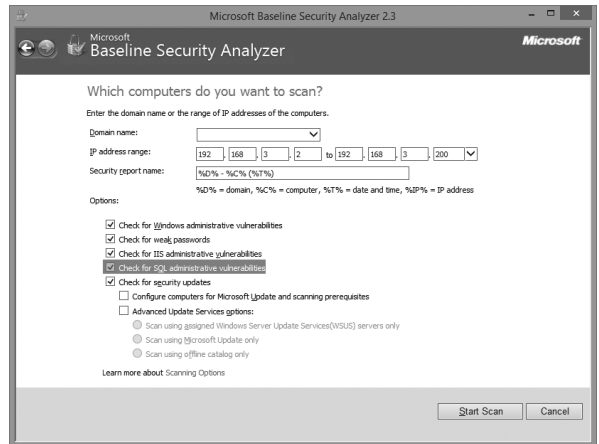 Microsoft Baseline Security Analyzer 2.3
Microsoft
Baseline Security Analyzer
Microsoft
Which computers do you want to scan?
Enter the domain name or the range of IP addresses of the computers.
Domain name:
IP address range: 192 . 168 . 3 . 2 to 192 . 168 . 3 . 200
Security report name: %D% - %C% (%T%)
%D% = domain, %C% = computer, %T% = date and time, %IP% = IP address
Options:
Check for Windows administrative vulnerabilities
Check for weak passwords
Check for IIS administrative vulnerabilities
Check for SQL administrative vulnerabilities
Check for security updates
Configure computers for Microsoft Update and scanning prerequisites
Advanced Update Services options:
Scan using assigned Windows Server Update Services(WSUS) servers only
Scan using Microsoft Update only
Scan using offline catalog only
Learn more about Scanning Options
Start Scan Cancel